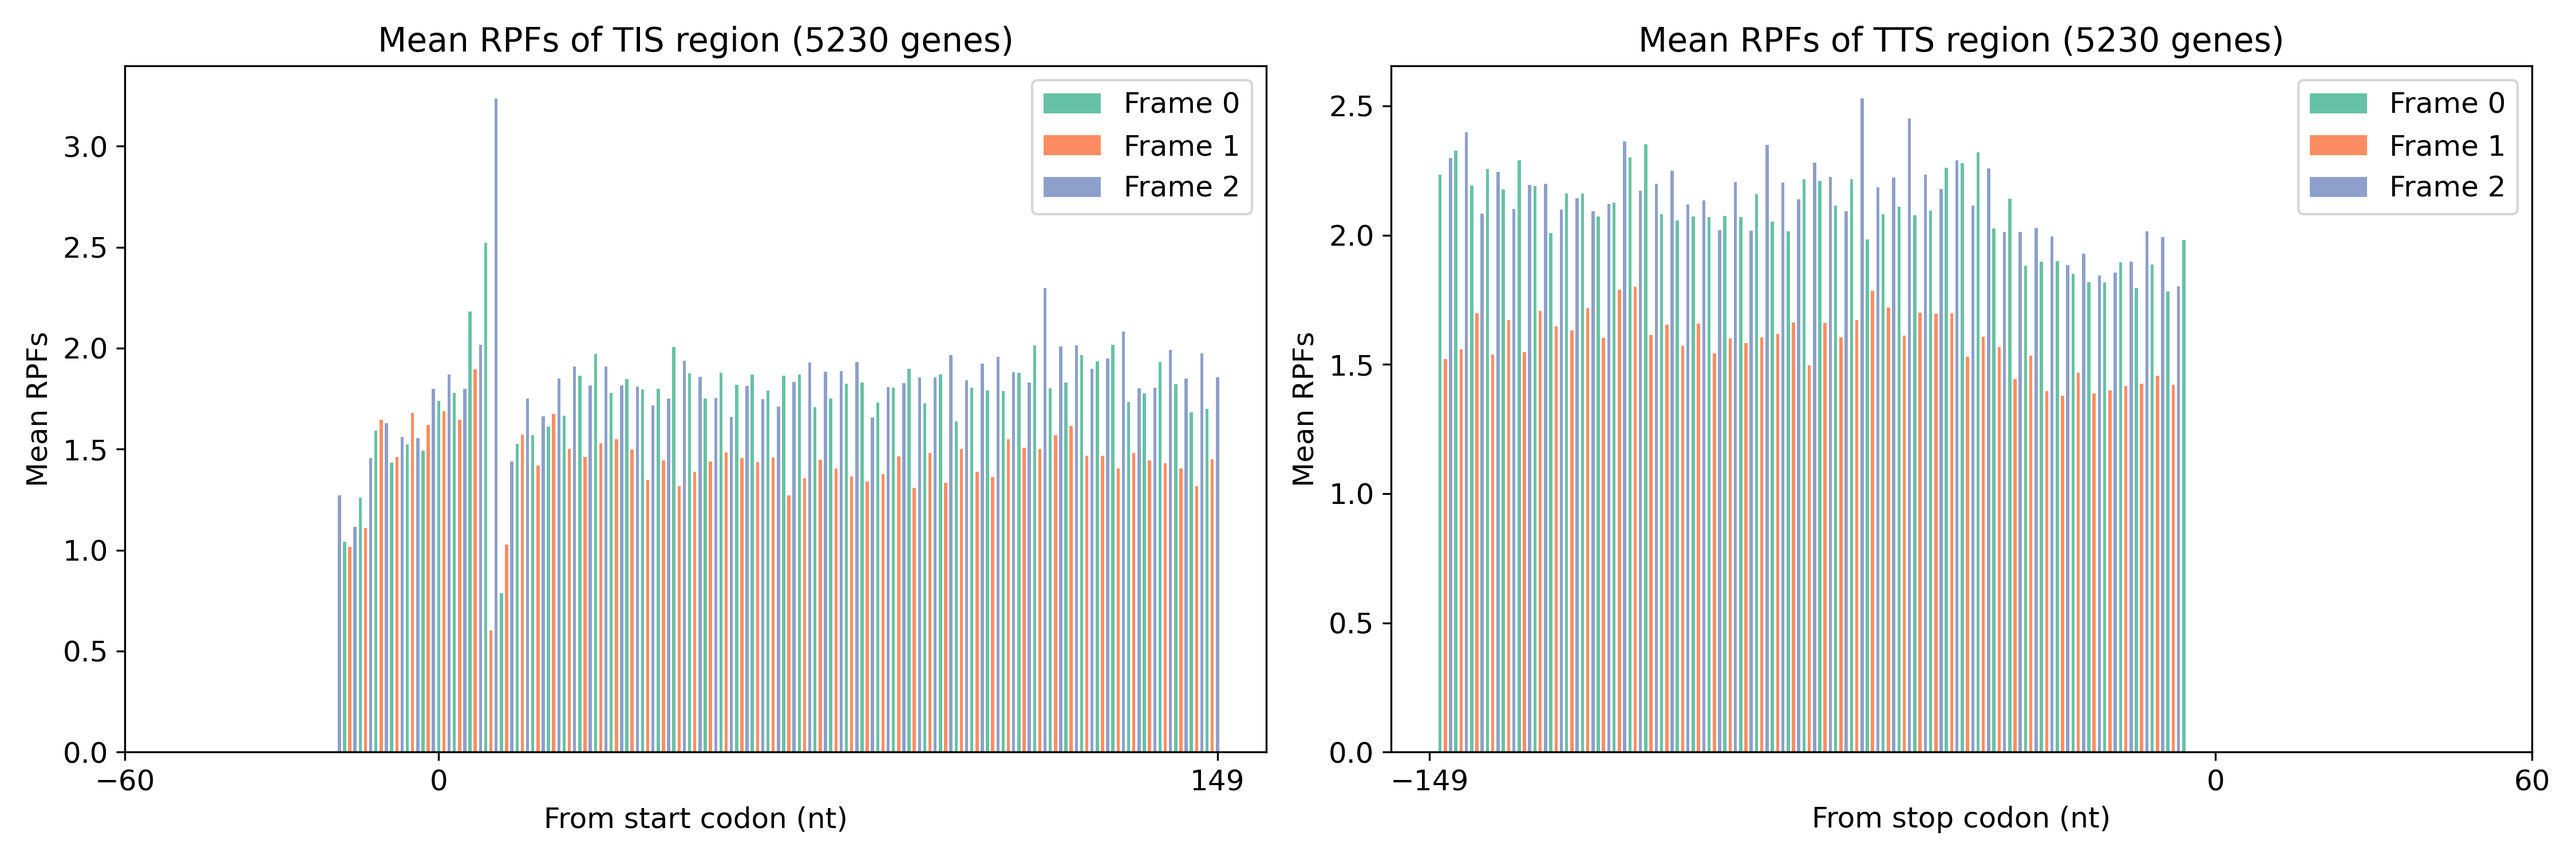 Mean RPFs of TIS region (5230 genes)
Mean RPFs
3.0
2.5
2.0
1.5
1.0
0.5
0.0
−60
0
149
From start codon (nt)
Frame 0
Frame 1
Frame 2
Mean RPFs of TTS region (5230 genes)
Mean RPFs
2.5
2.0
1.5
1.0
0.5
0.0
−149
0
60
From stop codon (nt)
Frame 0
Frame 1
Frame 2